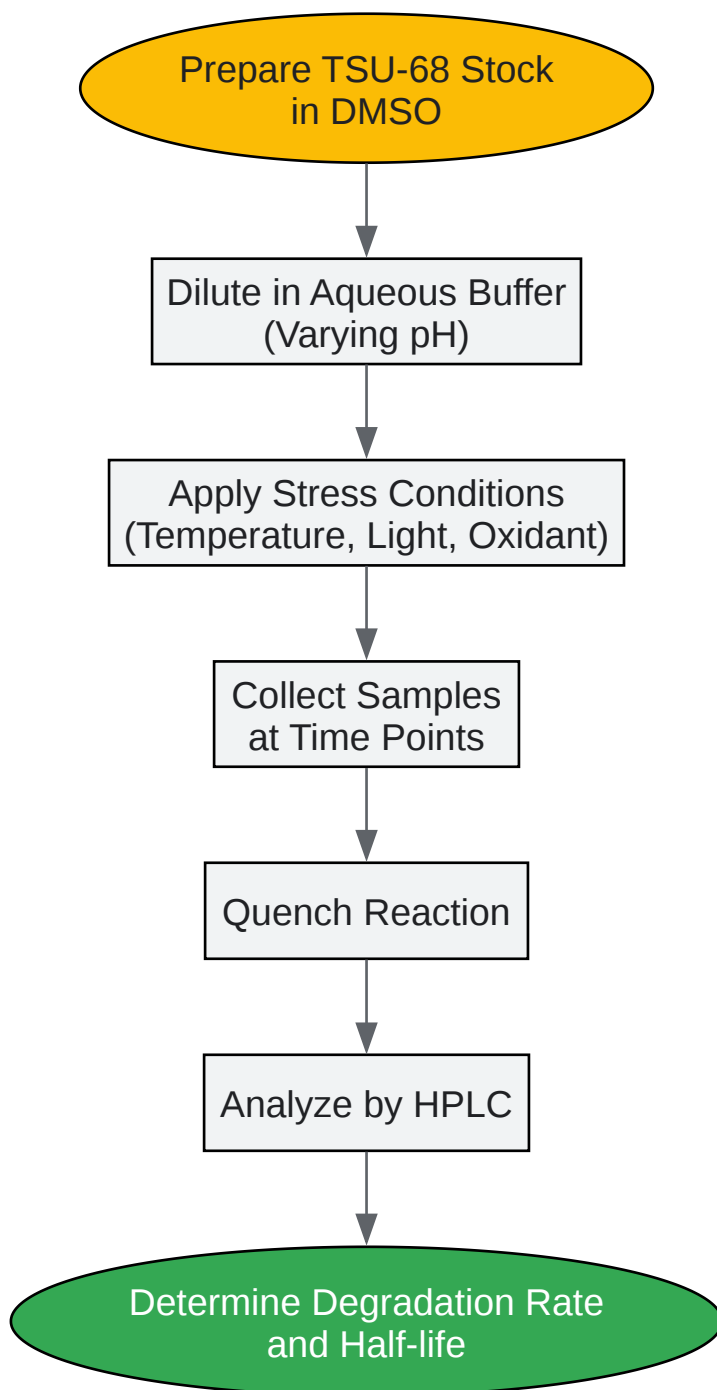 Prepare TSU-68 Stock
in DMSO
Dilute in Aqueous Buffer
(Varying pH)
Apply Stress Conditions
(Temperature, Light, Oxidant)
Collect Samples
at Time Points
Quench Reaction
Analyze by HPLC
Determine Degradation Rate
and Half-life